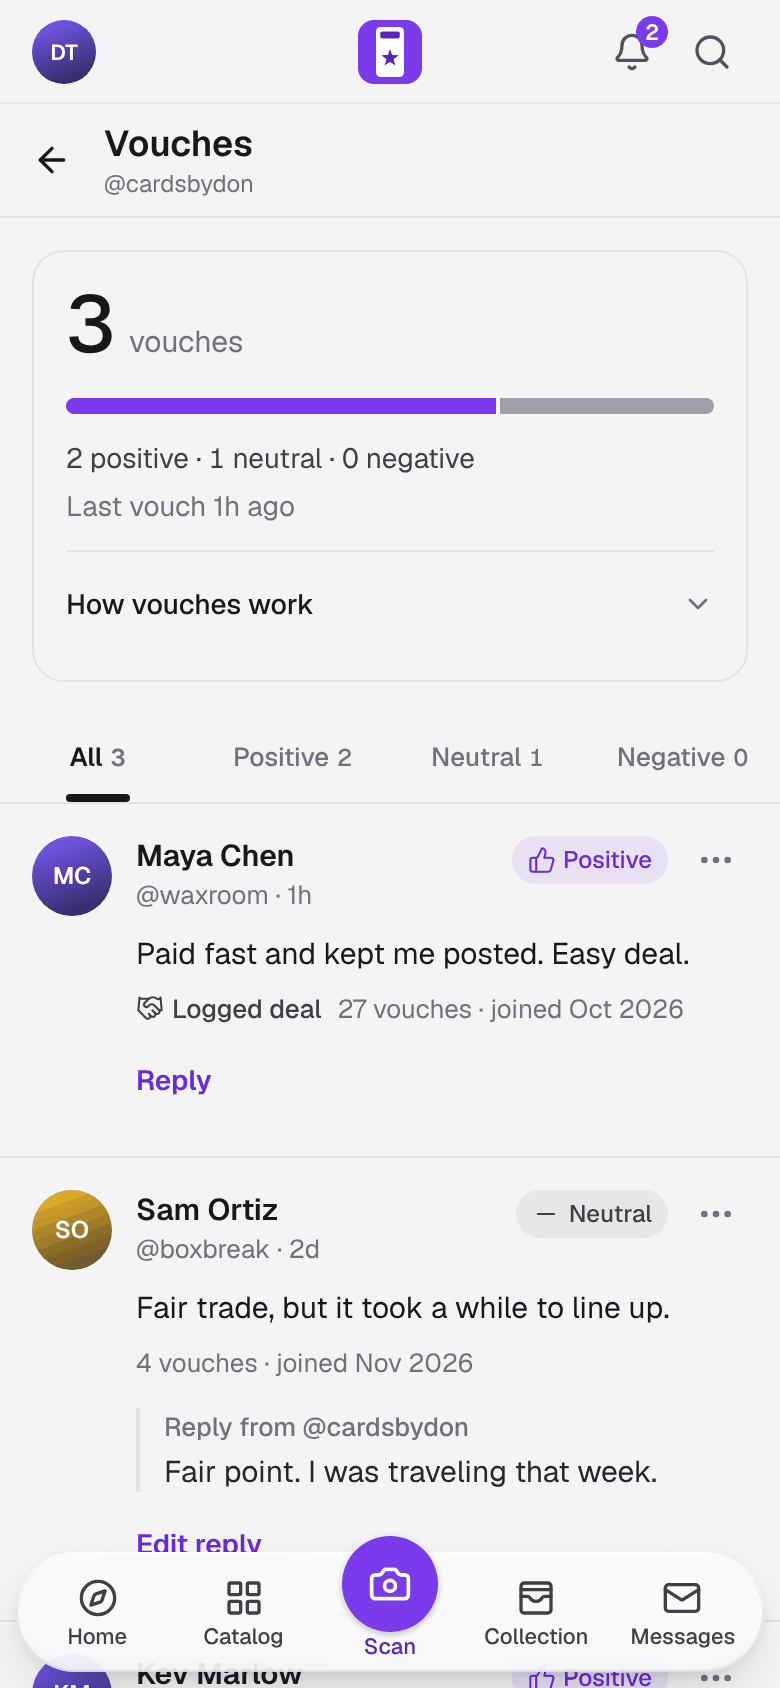 DT
2
Vouches
@cardsbydon
3 vouches
2 positive · 1 neutral · 0 negative
Last vouch 1h ago
How vouches work
All 3 Positive 2 Neutral 1 Negative 0
MC Maya Chen Positive
@waxroom · 1h
Paid fast and kept me posted. Easy deal.
Logged deal 27 vouches · joined Oct 2026
Reply
SO Sam Ortiz Neutral
@boxbreak · 2d
Fair trade, but it took a while to line up.
4 vouches · joined Nov 2026
Reply from @cardsbydon
Fair point. I was traveling that week.
Edit reply
Home Catalog Scan Collection Messages
KM Kev Marlow Positive